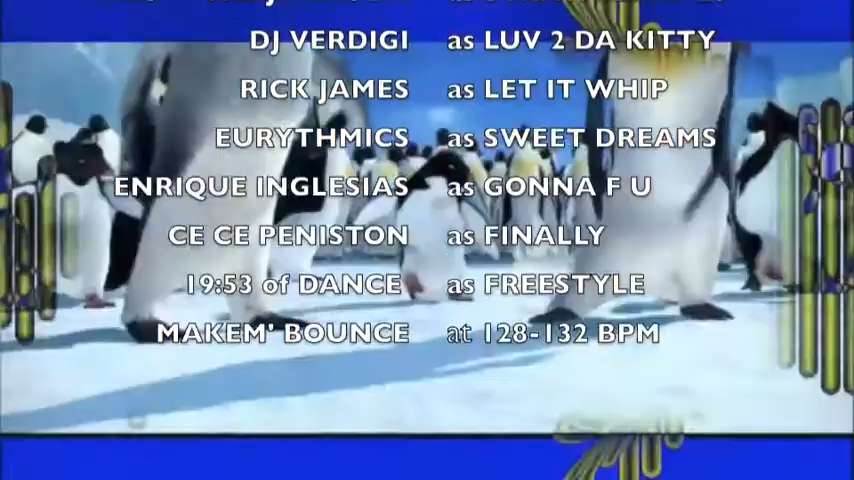 DJ VERDIGI as LUV 2 DA KITTY
RICK JAMES as LET IT WHIP
EURYTHMICS as SWEET DREAMS
ENRIQUE INGLESIAS as GONNA F U
CE CE PENISTON as FINALLY
19:53 of DANCE as FREESTYLE
MAKEM' BOUNCE at 128-132 BPM